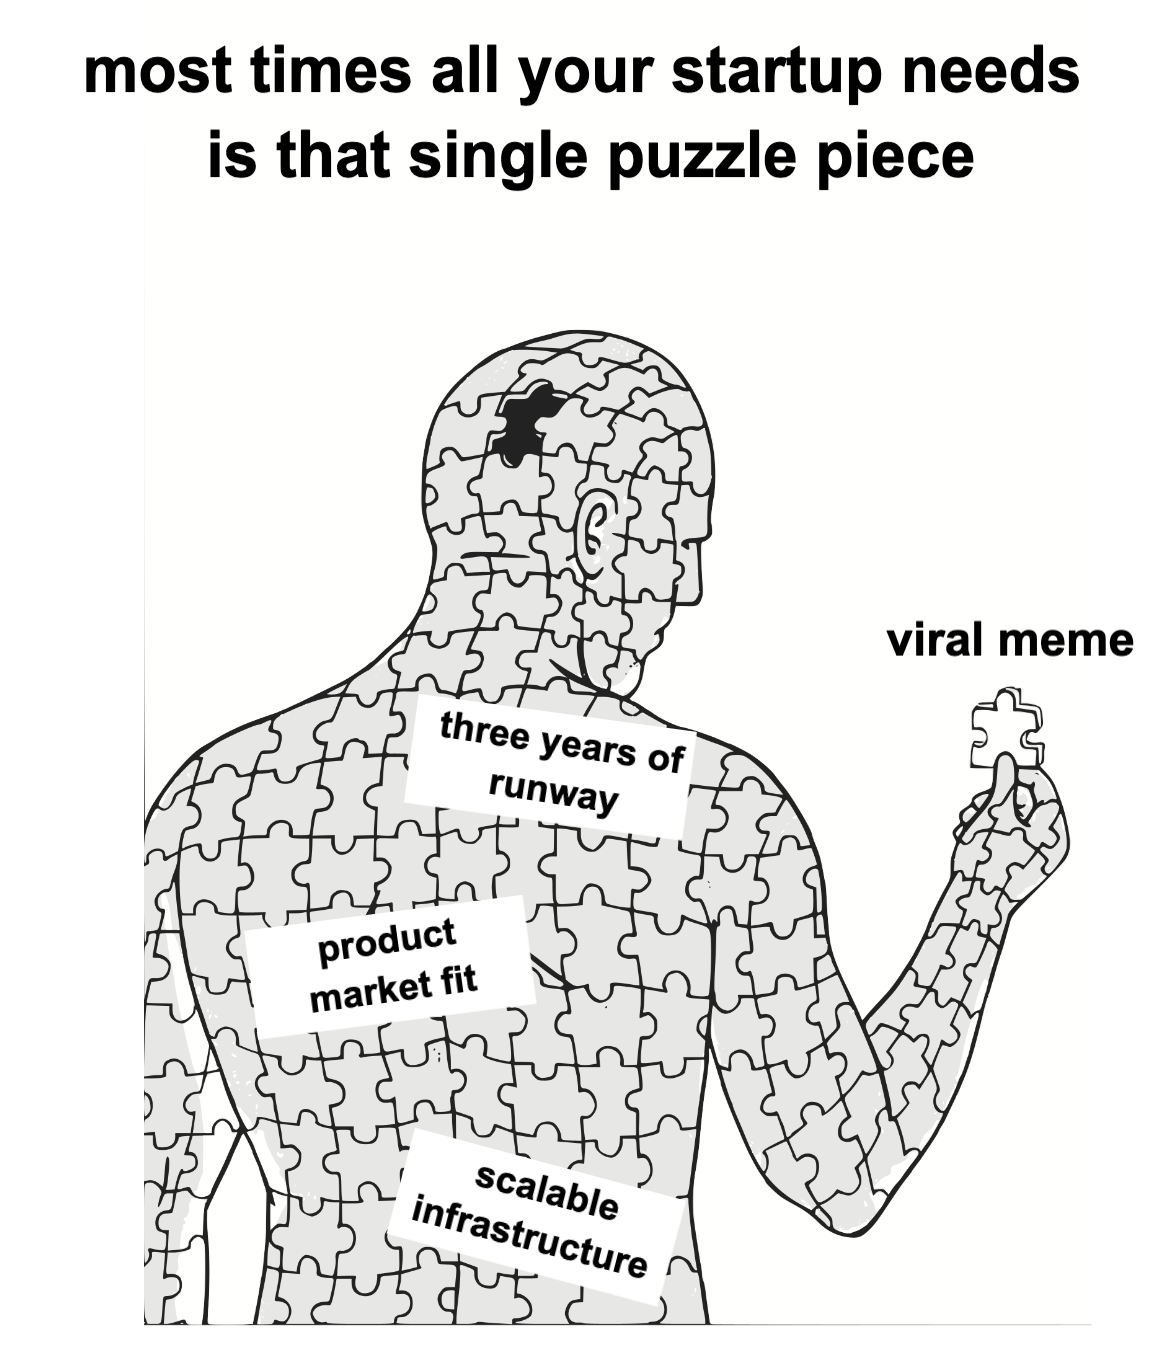 most times all your startup needs
is that single puzzle piece
viral meme
three years of
runway
product
market fit
scalable
infrastructure